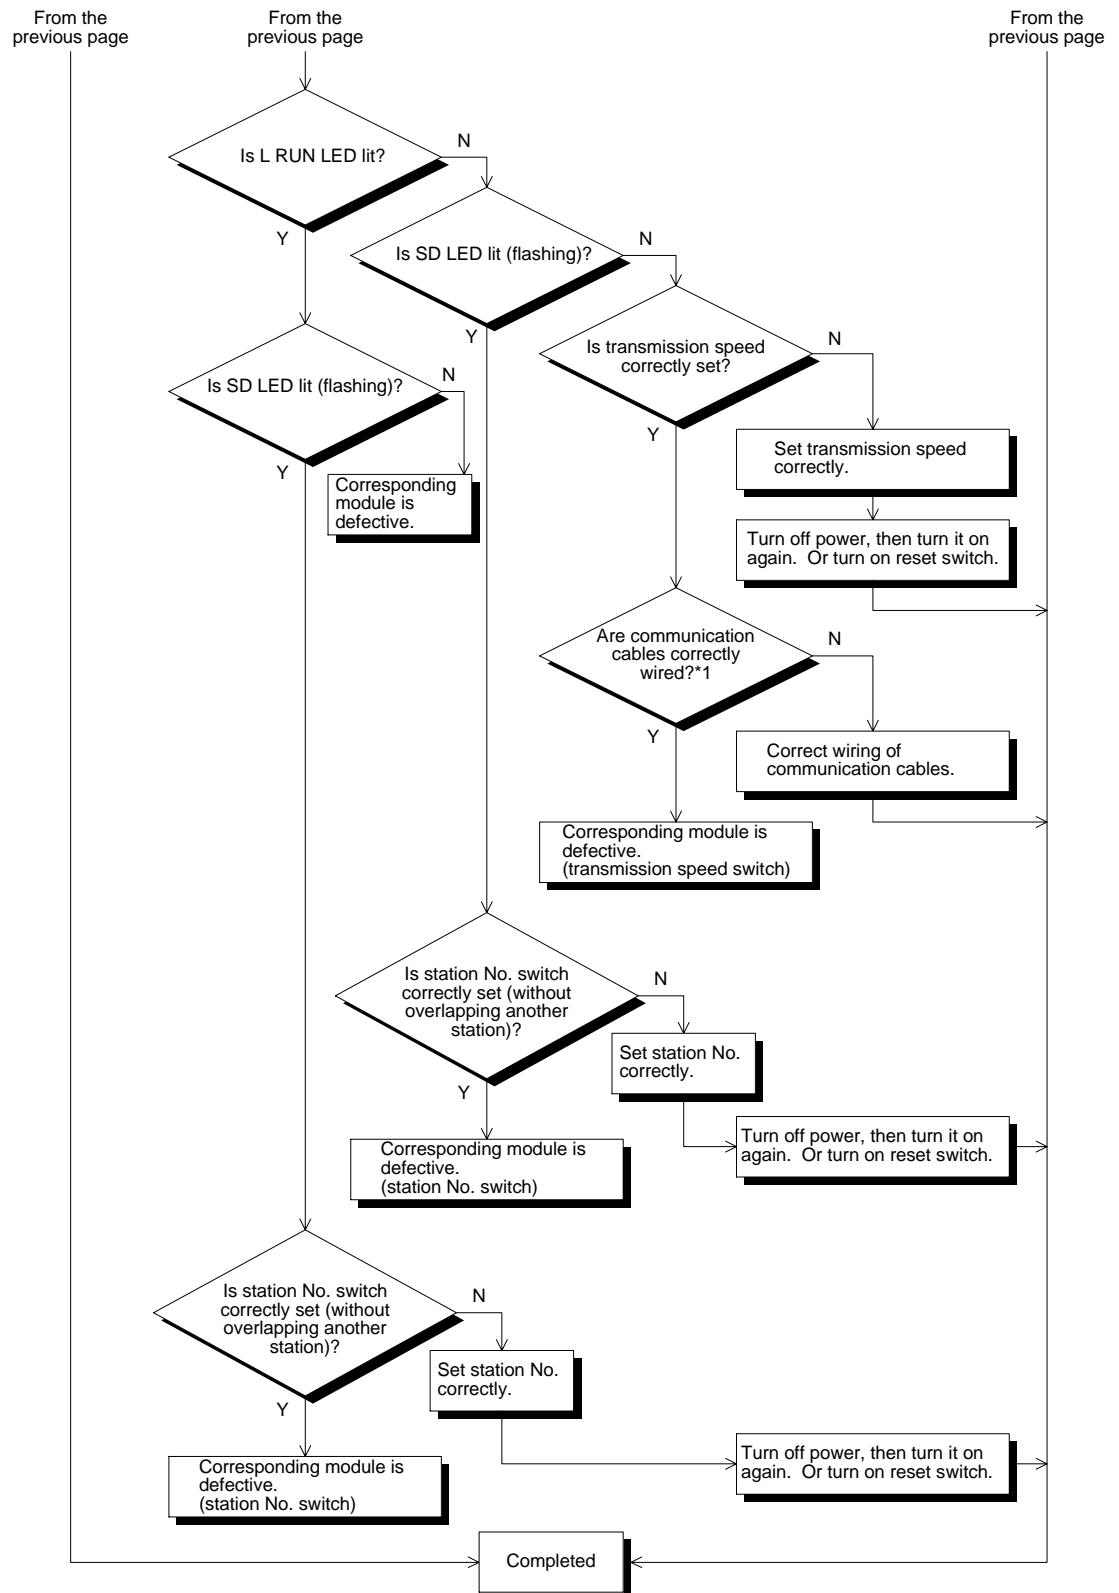 From the
previous page
From the
previous page
From the
previous page
Is L RUN LED lit?
N
Y
Is SD LED lit (flashing)?
N
Y
Is transmission speed
correctly set?
N
Y
Is SD LED lit (flashing)?
N
Y
Set transmission speed
correctly.
Corresponding
module is
defective.
Turn off power, then turn it on
again.  Or turn on reset switch.
Are communication
cables correctly
wired?*1
N
Y
Correct wiring of
communication cables.
Corresponding module is
defective.
(transmission speed switch)
Is station No. switch
correctly set (without
overlapping another
station)?
N
Y
Set station No.
correctly.
Turn off power, then turn it on
again.  Or turn on reset switch.
Corresponding module is
defective.
(station No. switch)
Is station No. switch
correctly set (without
overlapping another
station)?
N
Y
Set station No.
correctly.
Turn off power, then turn it on
again.  Or turn on reset switch.
Corresponding module is
defective.
(station No. switch)
Completed